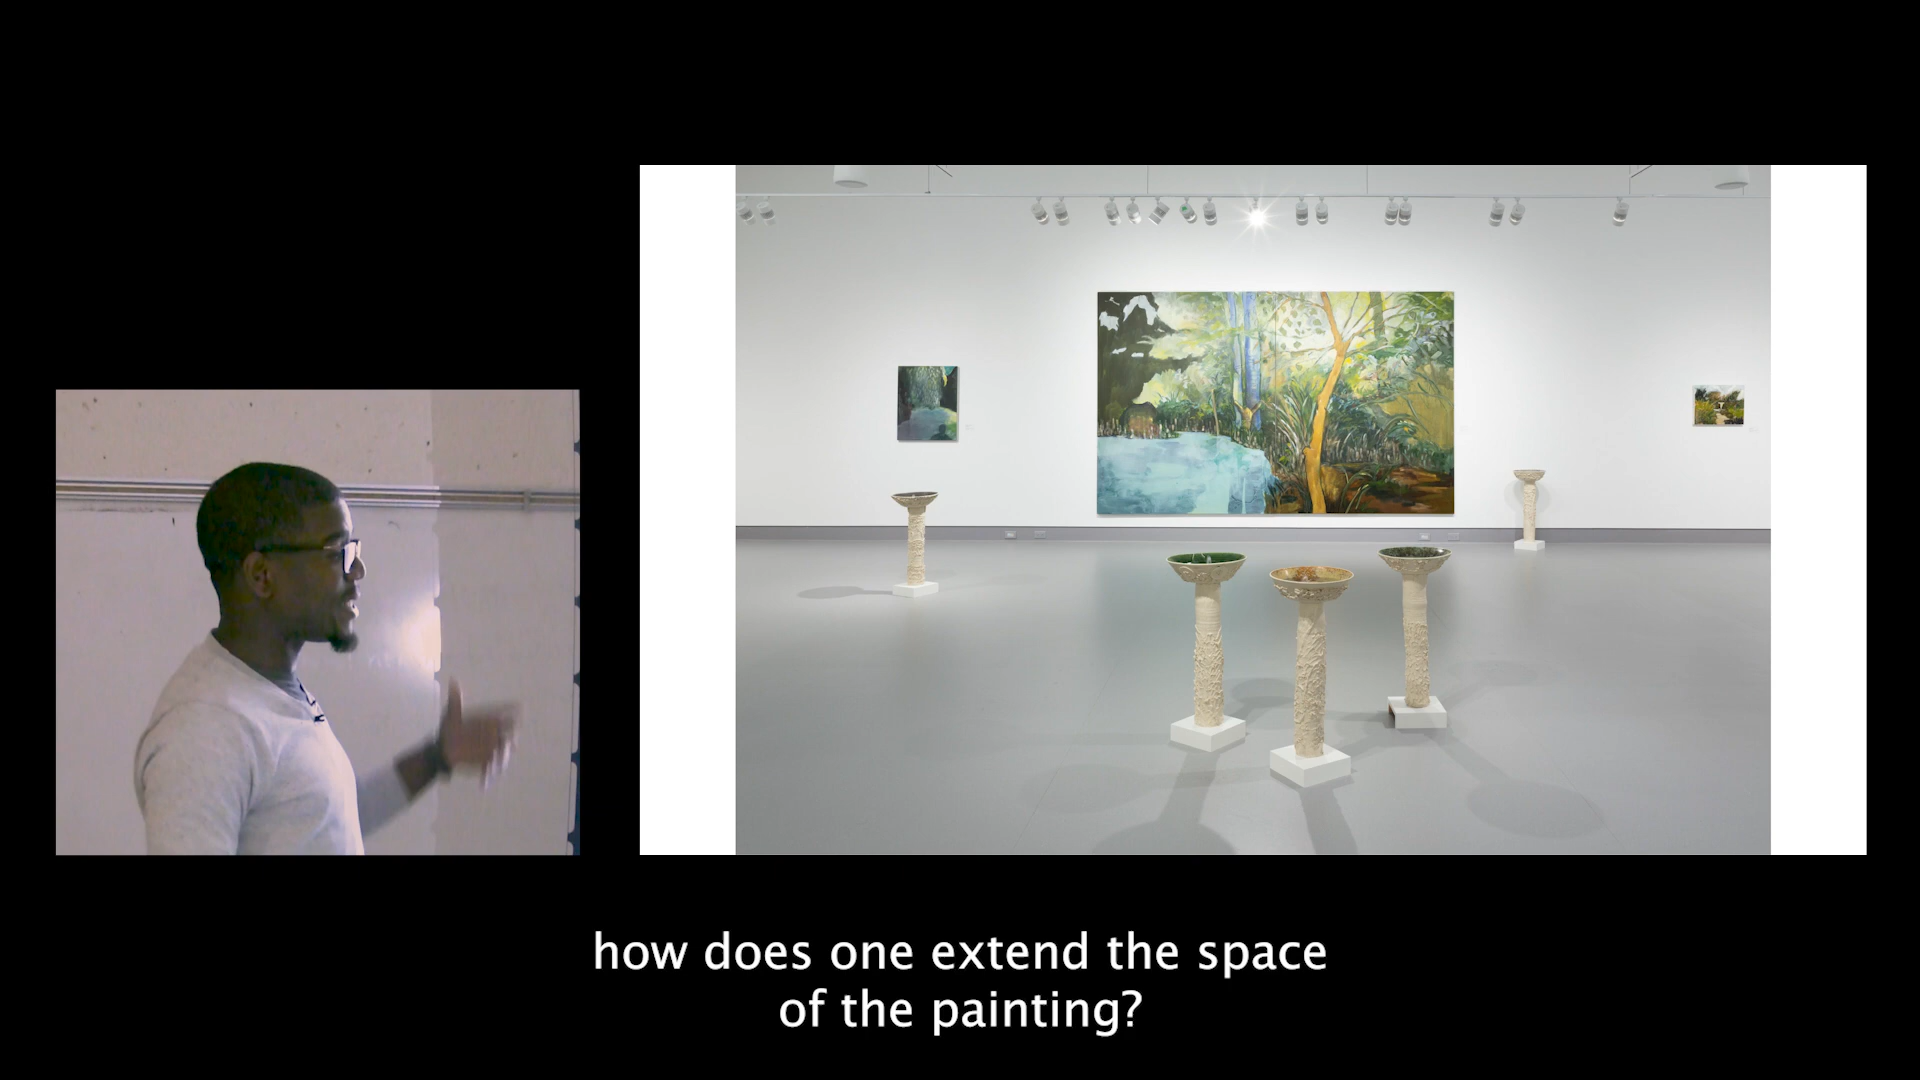 how does one extend the space
of the painting?